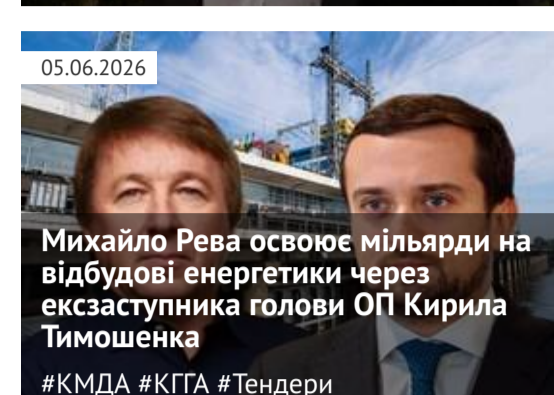 05.06.2026
Михайло Рева освоює мільярди на
відбудові енергетики через
ексзаступника голови ОП Кирила
Тимошенка
#КМДА #КГГА #Тендери